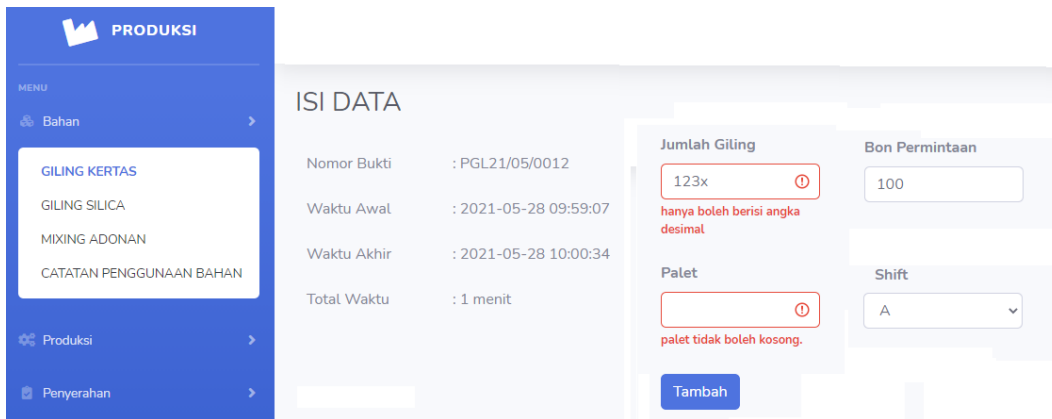 PRODUKSI
MENU
Bahan
GILING KERTAS
GILING SILICA
MIXING ADONAN
CATATAN PENGGUNAAN BAHAN
Produksi
Penyerahan
ISI DATA
Nomor Bukti : PGL21/05/0012
Waktu Awal : 2021-05-28 09:59:07
Waktu Akhir : 2021-05-28 10:00:34
Total Waktu : 1 menit
Jumlah Giling
123x
hanya boleh berisi angka
desimal
Bon Permintaan
100
Palet
palet tidak boleh kosong.
Shift
A
Tambah